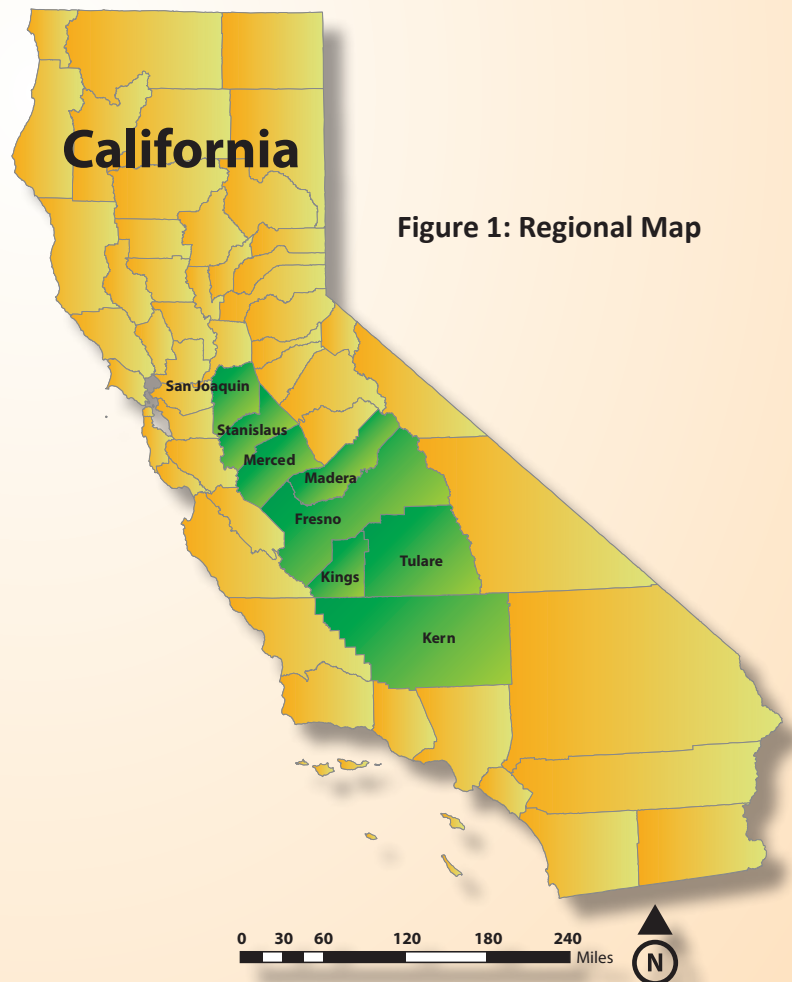 California
Figure 1: Regional Map
San Joaquin
Stanislaus
Merced
Madera
Fresno
Tulare
Kings
Kern
0 30 60 120 180 240
Miles
N